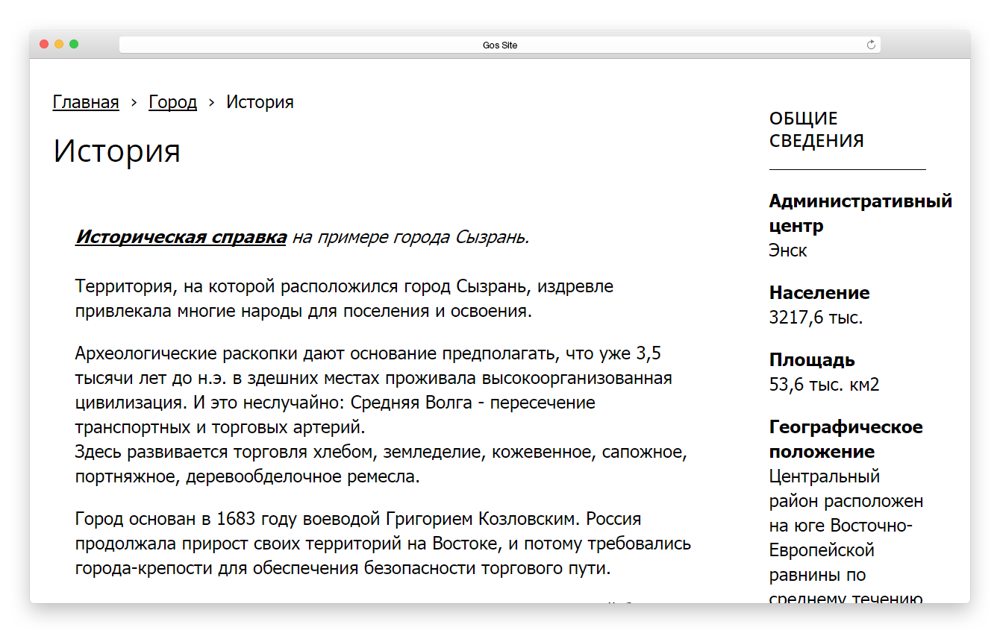 Gos Site
Главная › Город › История
История
Историческая справка на примере города Сызрань.
Территория, на которой расположился город Сызрань, издревле
привлекала многие народы для поселения и освоения.
Археологические раскопки дают основание предполагать, что уже 3,5
тысячи лет до н.э. в здешних местах проживала высокоорганизованная
цивилизация. И это неслучайно: Средняя Волга - пересечение
транспортных и торговых артерий.
Здесь развивается торговля хлебом, земледелие, кожевенное, сапожное,
портняжное, деревообделочное ремесла.
Город основан в 1683 году воеводой Григорием Козловским. Россия
продолжала прирост своих территорий на Востоке, и потому требовались
города-крепости для обеспечения безопасности торгового пути.
ОБЩИЕ
СВЕДЕНИЯ
Административный
центр
Энск
Население
3217,6 тыс.
Площадь
53,6 тыс. км2
Географическое
положение
Центральный
район расположен
на юге Восточно-
Европейской
равнины по
среднему течению